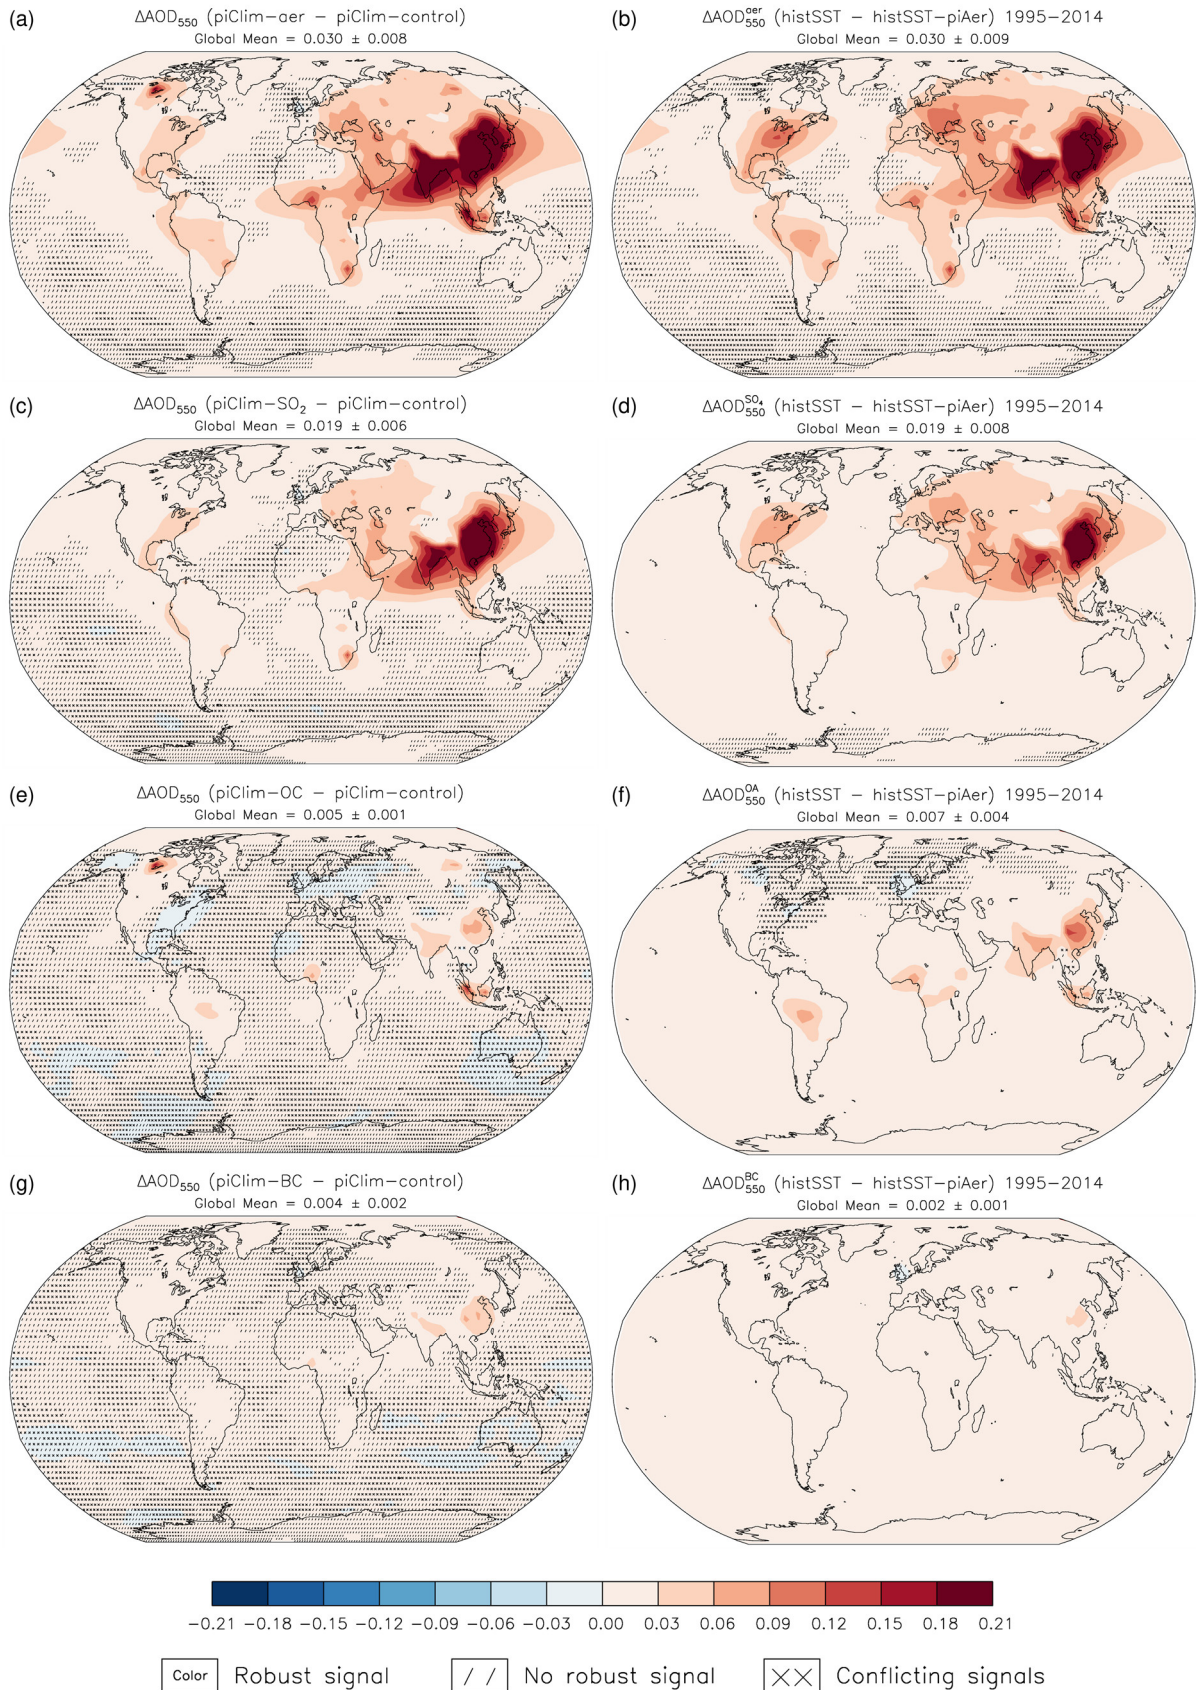 (a) ΔAOD₅₅₀ (piClim-aer - piClim-control)
Global Mean = 0.030 ± 0.008
(b) ΔAOD₅₅₀ᵃᵉʳ (histSST - histSST-piAer) 1995-2014
Global Mean = 0.030 ± 0.009
(c) ΔAOD₅₅₀ (piClim-SO₂ - piClim-control)
Global Mean = 0.019 ± 0.006
(d) ΔAOD₅₅₀^SO₄ (histSST - histSST-piAer) 1995-2014
Global Mean = 0.019 ± 0.008
(e) ΔAOD₅₅₀ (piClim-OC - piClim-control)
Global Mean = 0.005 ± 0.001
(f) ΔAOD₅₅₀^OA (histSST - histSST-piAer) 1995-2014
Global Mean = 0.007 ± 0.004
(g) ΔAOD₅₅₀ (piClim-BC - piClim-control)
Global Mean = 0.004 ± 0.002
(h) ΔAOD₅₅₀^BC (histSST - histSST-piAer) 1995-2014
Global Mean = 0.002 ± 0.001
-0.21 -0.18 -0.15 -0.12 -0.09 -0.06 -0.03 0.00 0.03 0.06 0.09 0.12 0.15 0.18 0.21
Color Robust signal // No robust signal XX Conflicting signals